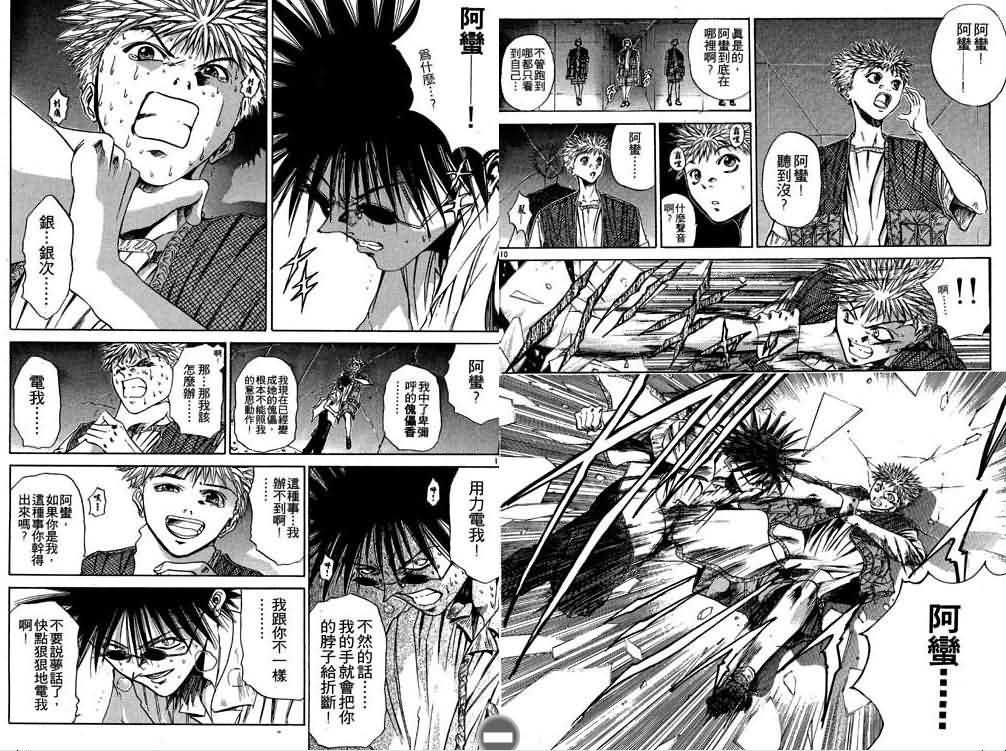 阿蠻!
阿蠻!
真是的,
阿蠻到底在
哪裡啊?
不管跑到
哪都只看
到自己…
阿蠻!
聽到沒?
什麼聲音
啊?
阿蠻……
10
!!
啊…
阿蠻……
阿
蠻——!
為什麼…?
銀…銀次……
阿蠻?
我中了卑彌
呼的傀儡香
我現在已經變
成她的傀儡,
根本不能照我
的意思動作!
啊…
那…那我該
怎麼辦……
電我……
用力電我!
不然的話……
我的手就會把你
的脖子給折斷!
這種事…我
辦不到啊!
阿蠻,
如果你是我,
這種事你幹得
出來嗎?
……我跟你不一樣
不要說夢話了,
快點狠狠地電我
啊!